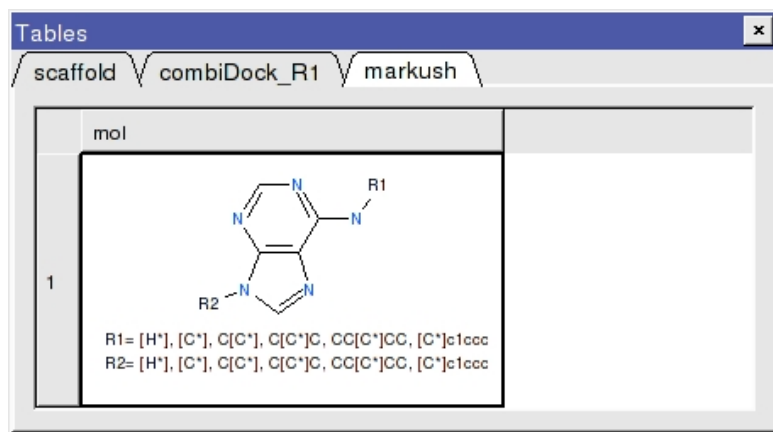 Tables
scaffold combiDock_R1 markush
mol
1
N R1
N N
N N
R2
R1= [H*], [C*], C[C*], C[C*]C, CC[C*]CC, [C*]c1ccc
R2= [H*], [C*], C[C*], C[C*]C, CC[C*]CC, [C*]c1ccc